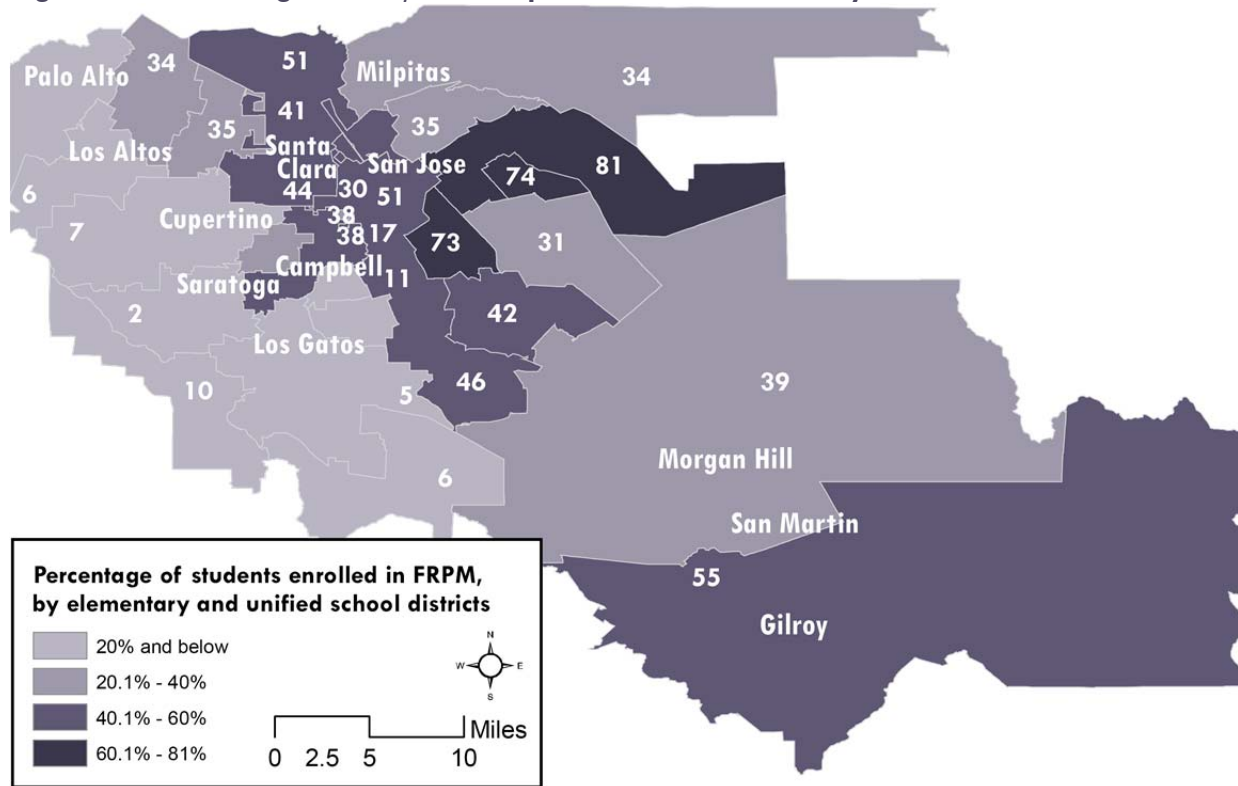 51
34
Palo Alto
Milpitas
34
41
35
35
Los Altos
Santa
Clara
San Jose
81
74
6
44
30
51
7
Cupertino
38
38
17
73
31
Campbell
11
Saratoga
2
42
Los Gatos
46
39
10
5
Morgan Hill
6
San Martin
55
Gilroy
Percentage of students enrolled in FRPM,
by elementary and unified school districts
20% and below
20.1% - 40%
40.1% - 60%
60.1% - 81%
N
W E
S
Miles
0 2.5 5 10